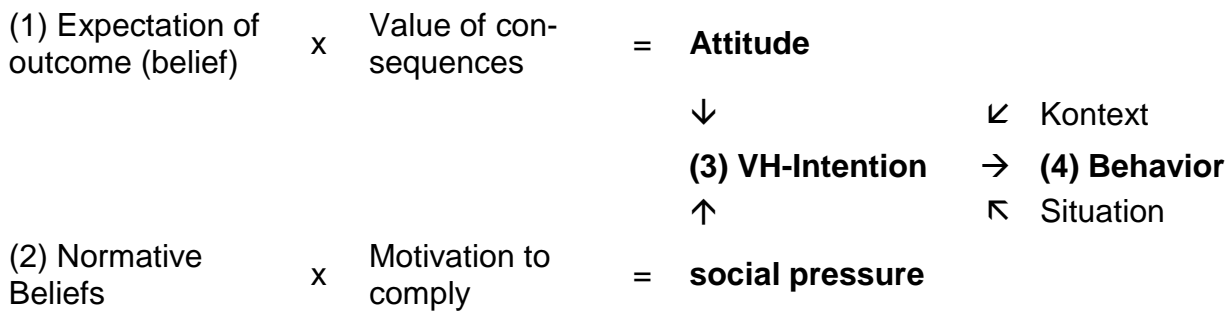 (1) Expectation of
outcome (belief)
x
Value of con-
sequences
= Attitude
↓ ↙ Kontext
(3) VH-Intention → (4) Behavior
↑ ↖ Situation
(2) Normative
Beliefs
x
Motivation to
comply
= social pressure